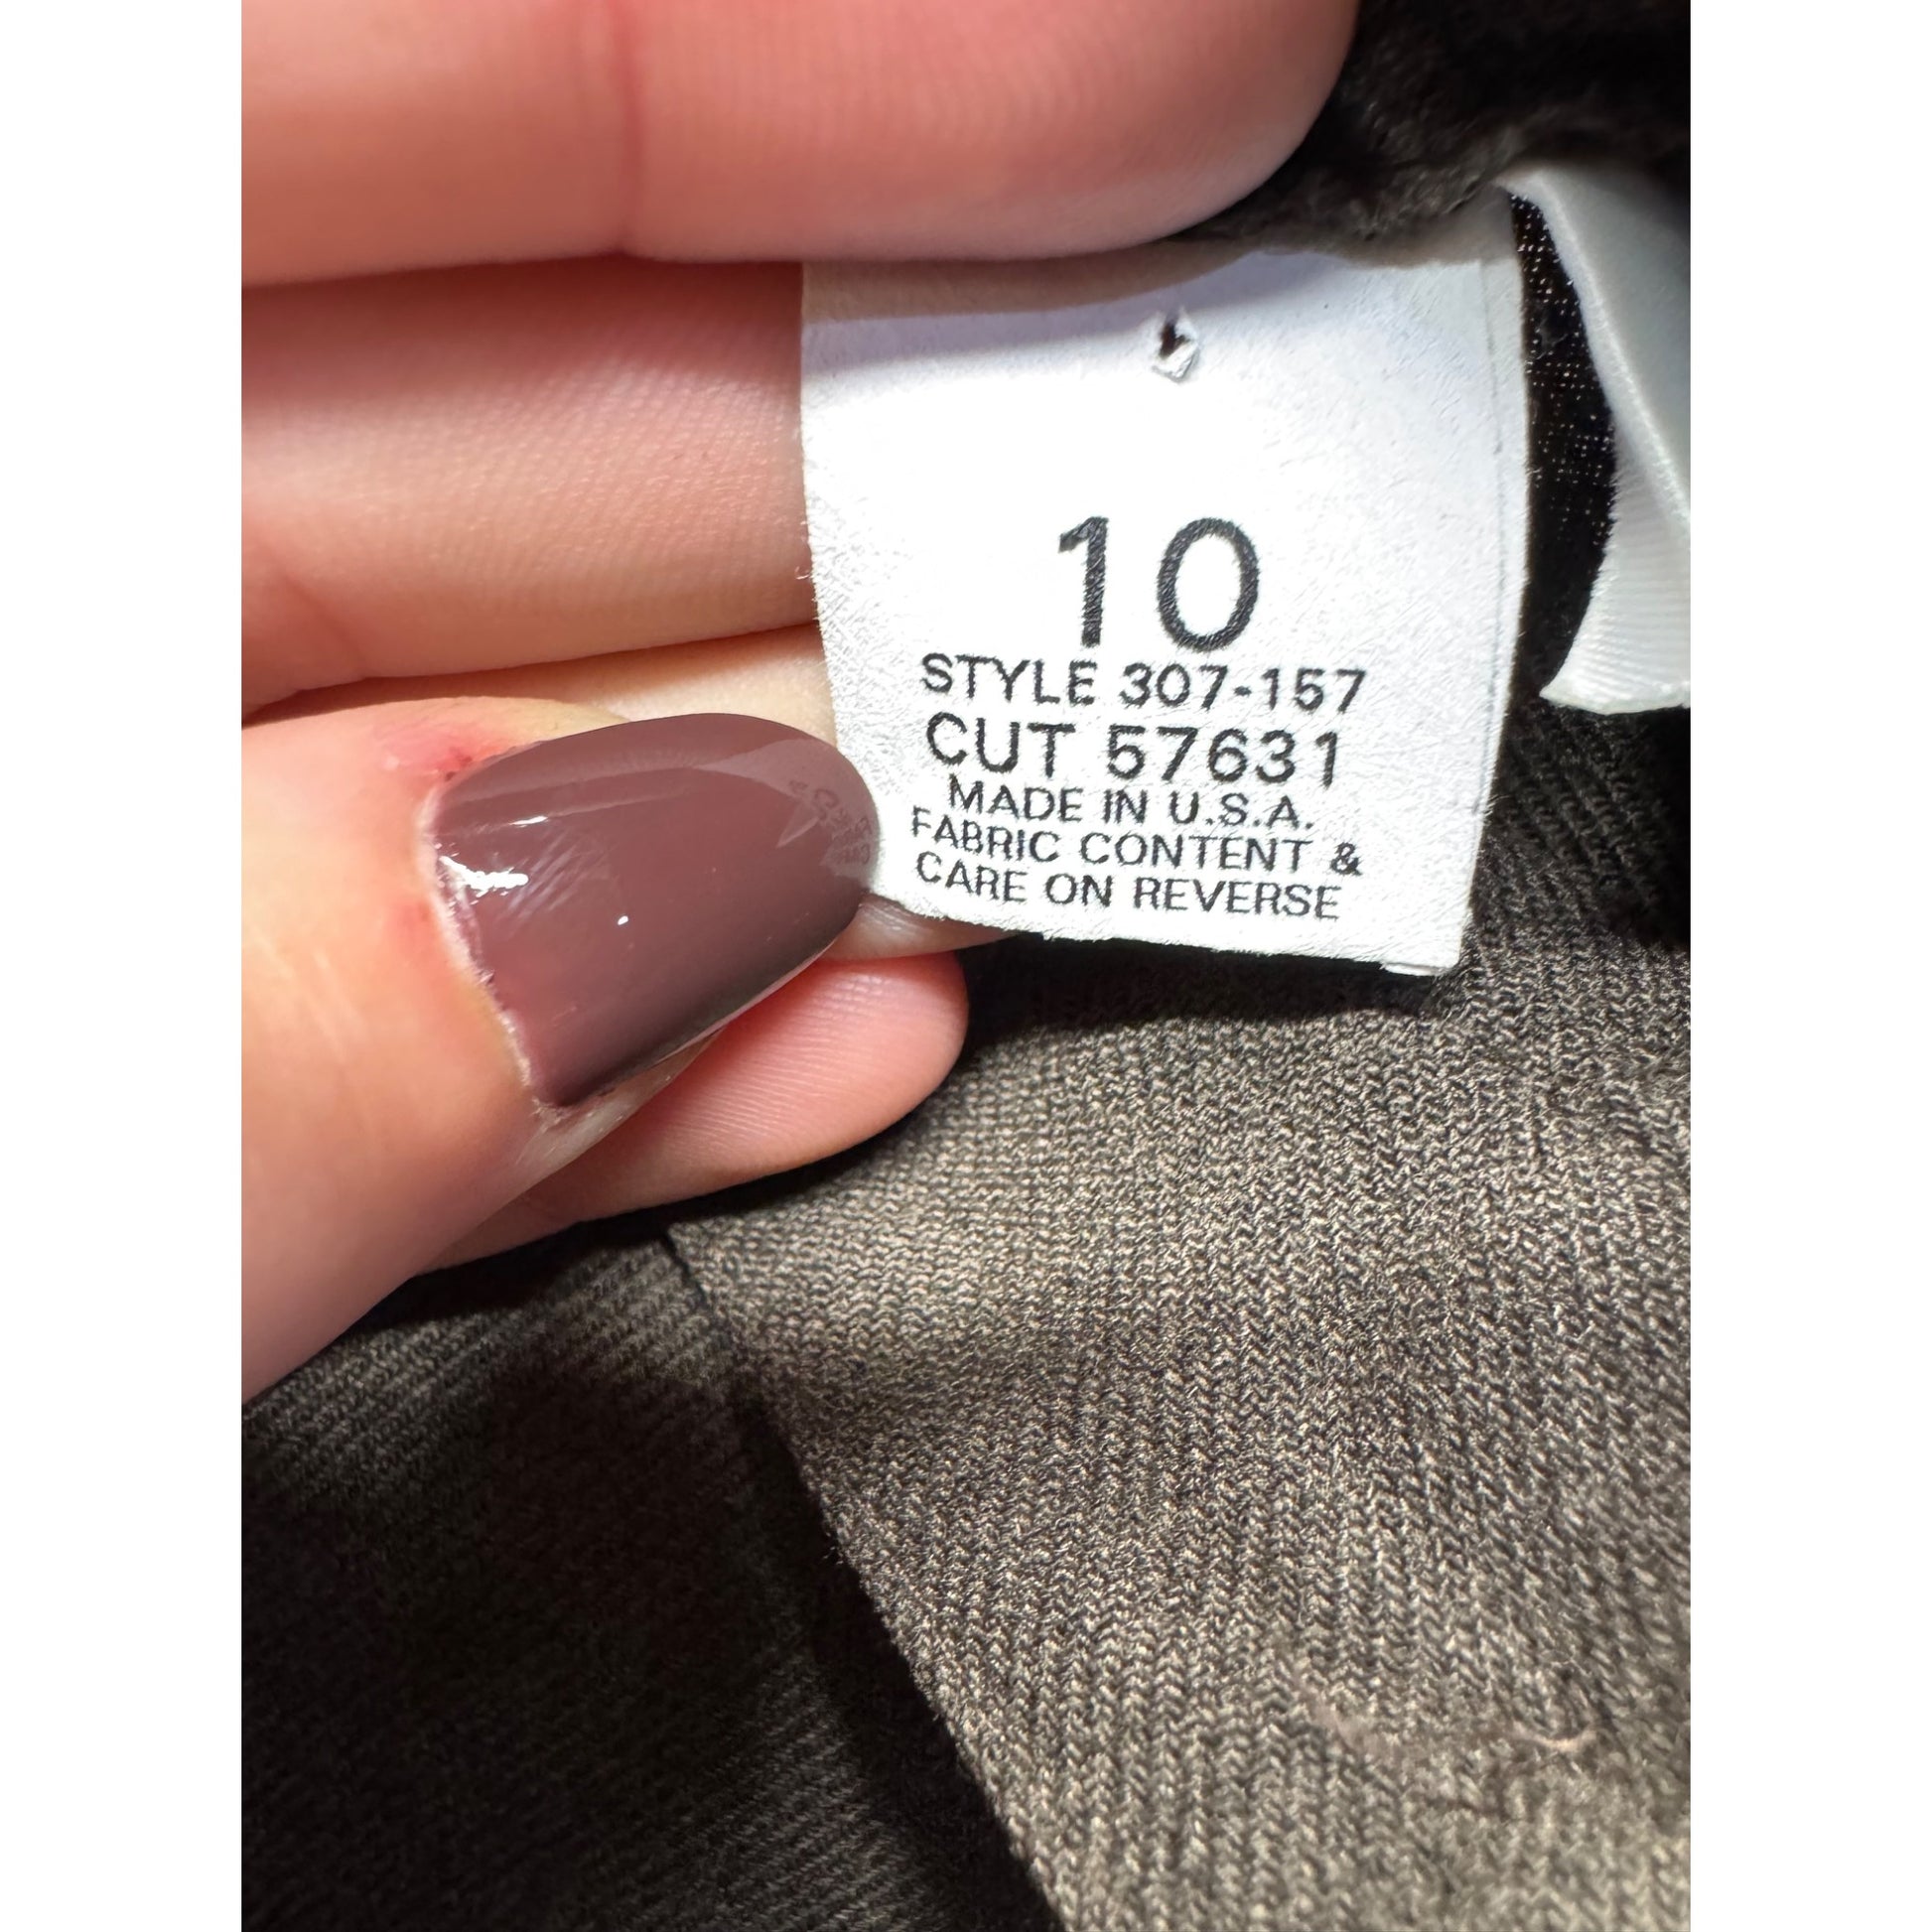 10
STYLE 307-157
CUT 57631
MADE IN U.S.A.
FABRIC CONTENT &
CARE ON REVERSE